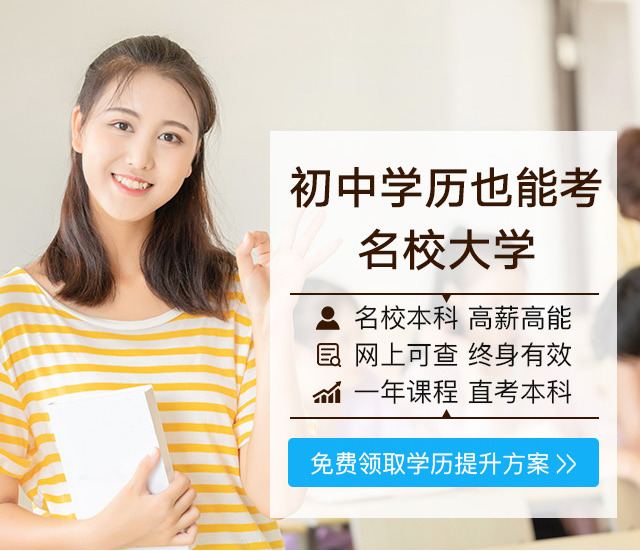 初中学历也能考
名校大学
名校本科 高薪高能
网上可查 终身有效
一年课程 直考本科
免费领取学历提升方案 》